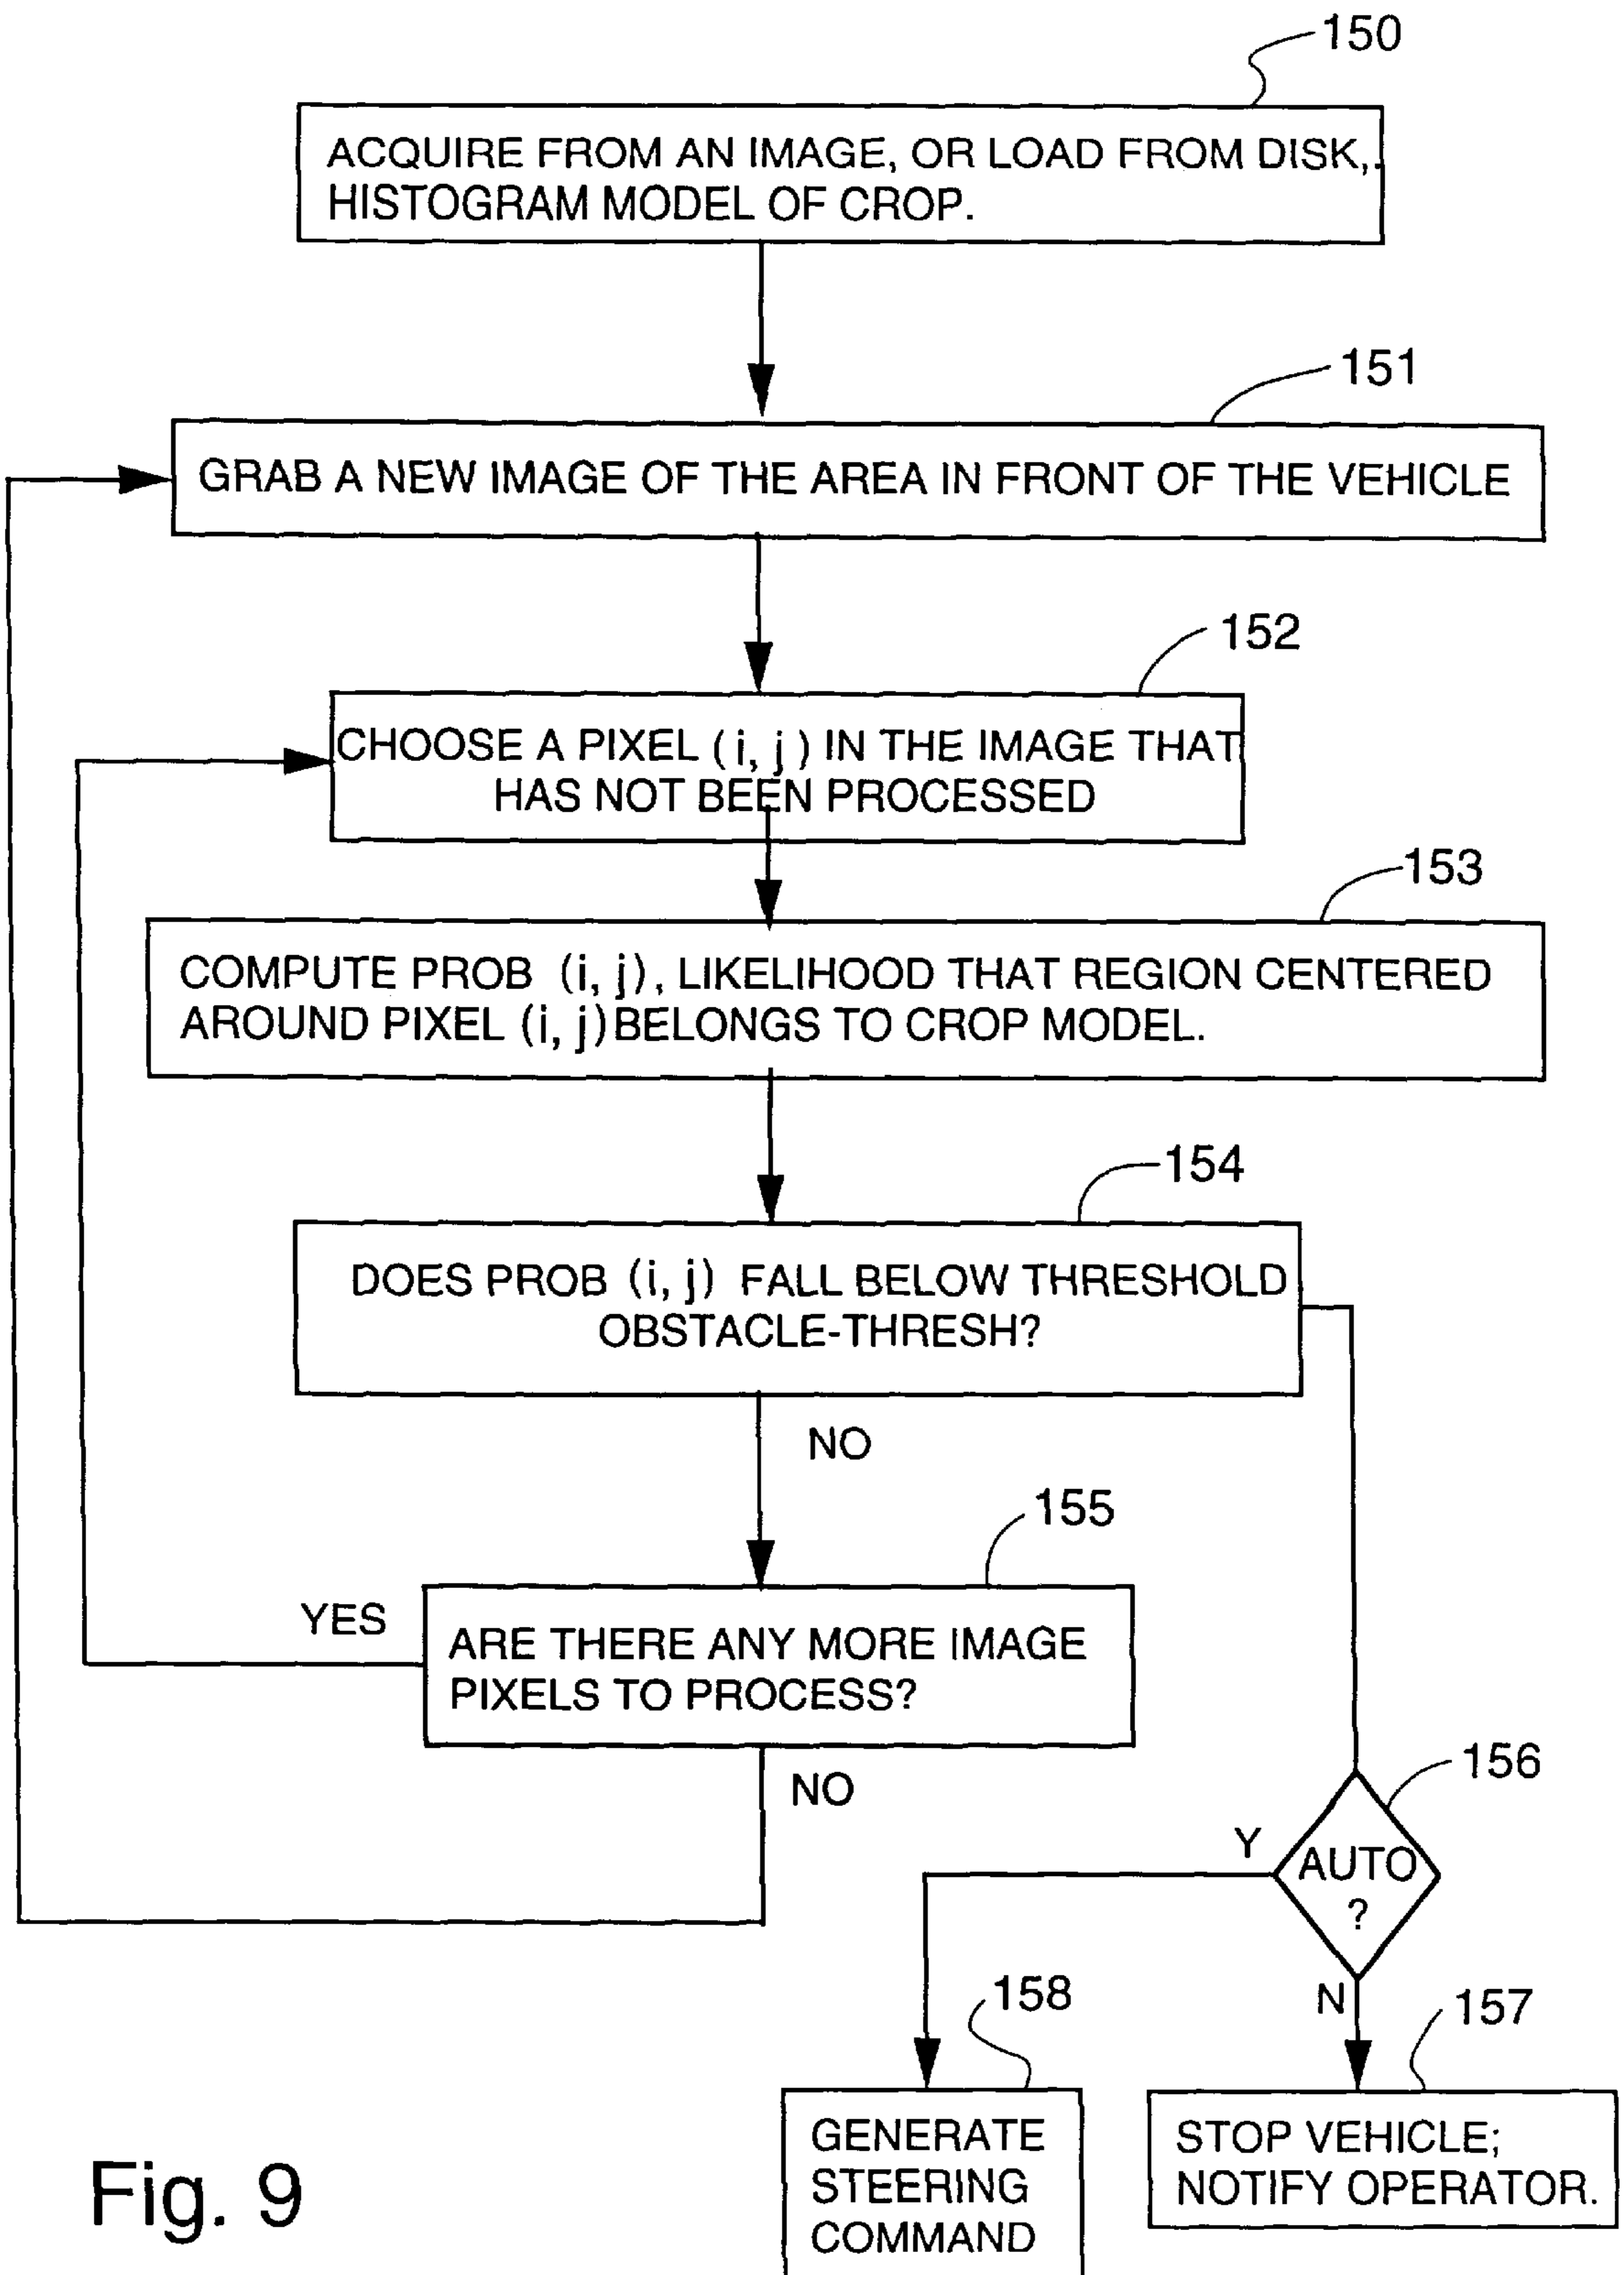 150
ACQUIRE FROM AN IMAGE, OR LOAD FROM DISK,.
HISTOGRAM MODEL OF CROP.
151
GRAB A NEW IMAGE OF THE AREA IN FRONT OF THE VEHICLE
152
CHOOSE A PIXEL (i, j) IN THE IMAGE THAT
HAS NOT BEEN PROCESSED
153
COMPUTE PROB (i, j), LIKELIHOOD THAT REGION CENTERED
AROUND PIXEL (i, j) BELONGS TO CROP MODEL.
154
DOES PROB (i, j) FALL BELOW THRESHOLD
OBSTACLE-THRESH?
NO
155
YES
ARE THERE ANY MORE IMAGE
PIXELS TO PROCESS?
NO
156
Y
AUTO
?
N
158
157
GENERATE
STEERING
COMMAND
STOP VEHICLE;
NOTIFY OPERATOR.
Fig. 9